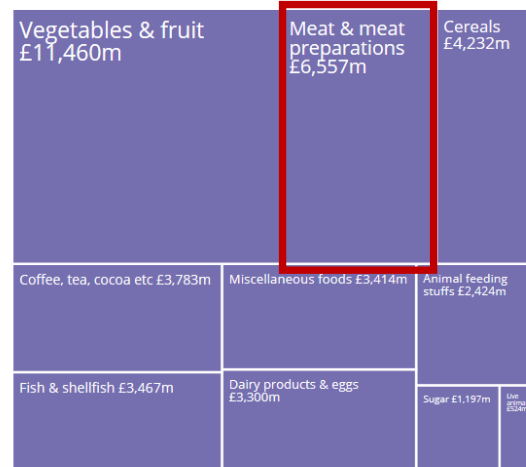 Vegetables & fruit
£11,460m
Meat & meat
preparations
£6,557m
Cereals
£4,232m
Coffee, tea, cocoa etc £3,783m
Miscellaneous foods £3,414m
Animal feeding
stuffs £2,424m
Fish & shellfish £3,467m
Dairy products & eggs
£3,300m
Sugar £1,197m
Live
anima
£524m